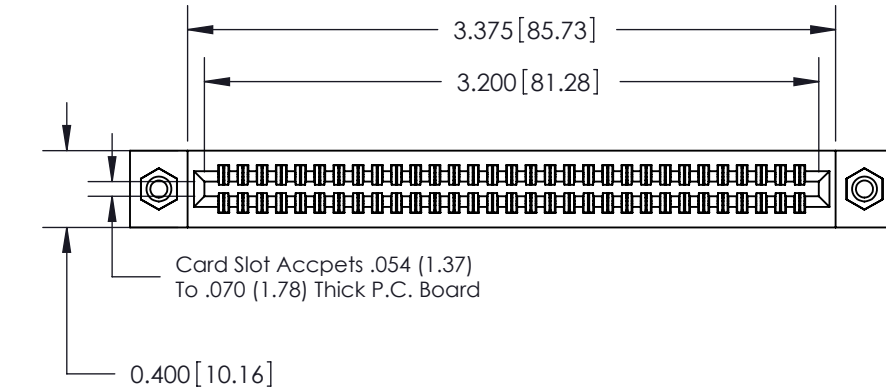 3.375[85.73]
3.200[81.28]
Card Slot Accpets .054 (1.37)
To .070 (1.78) Thick P.C. Board
0.400[10.16]